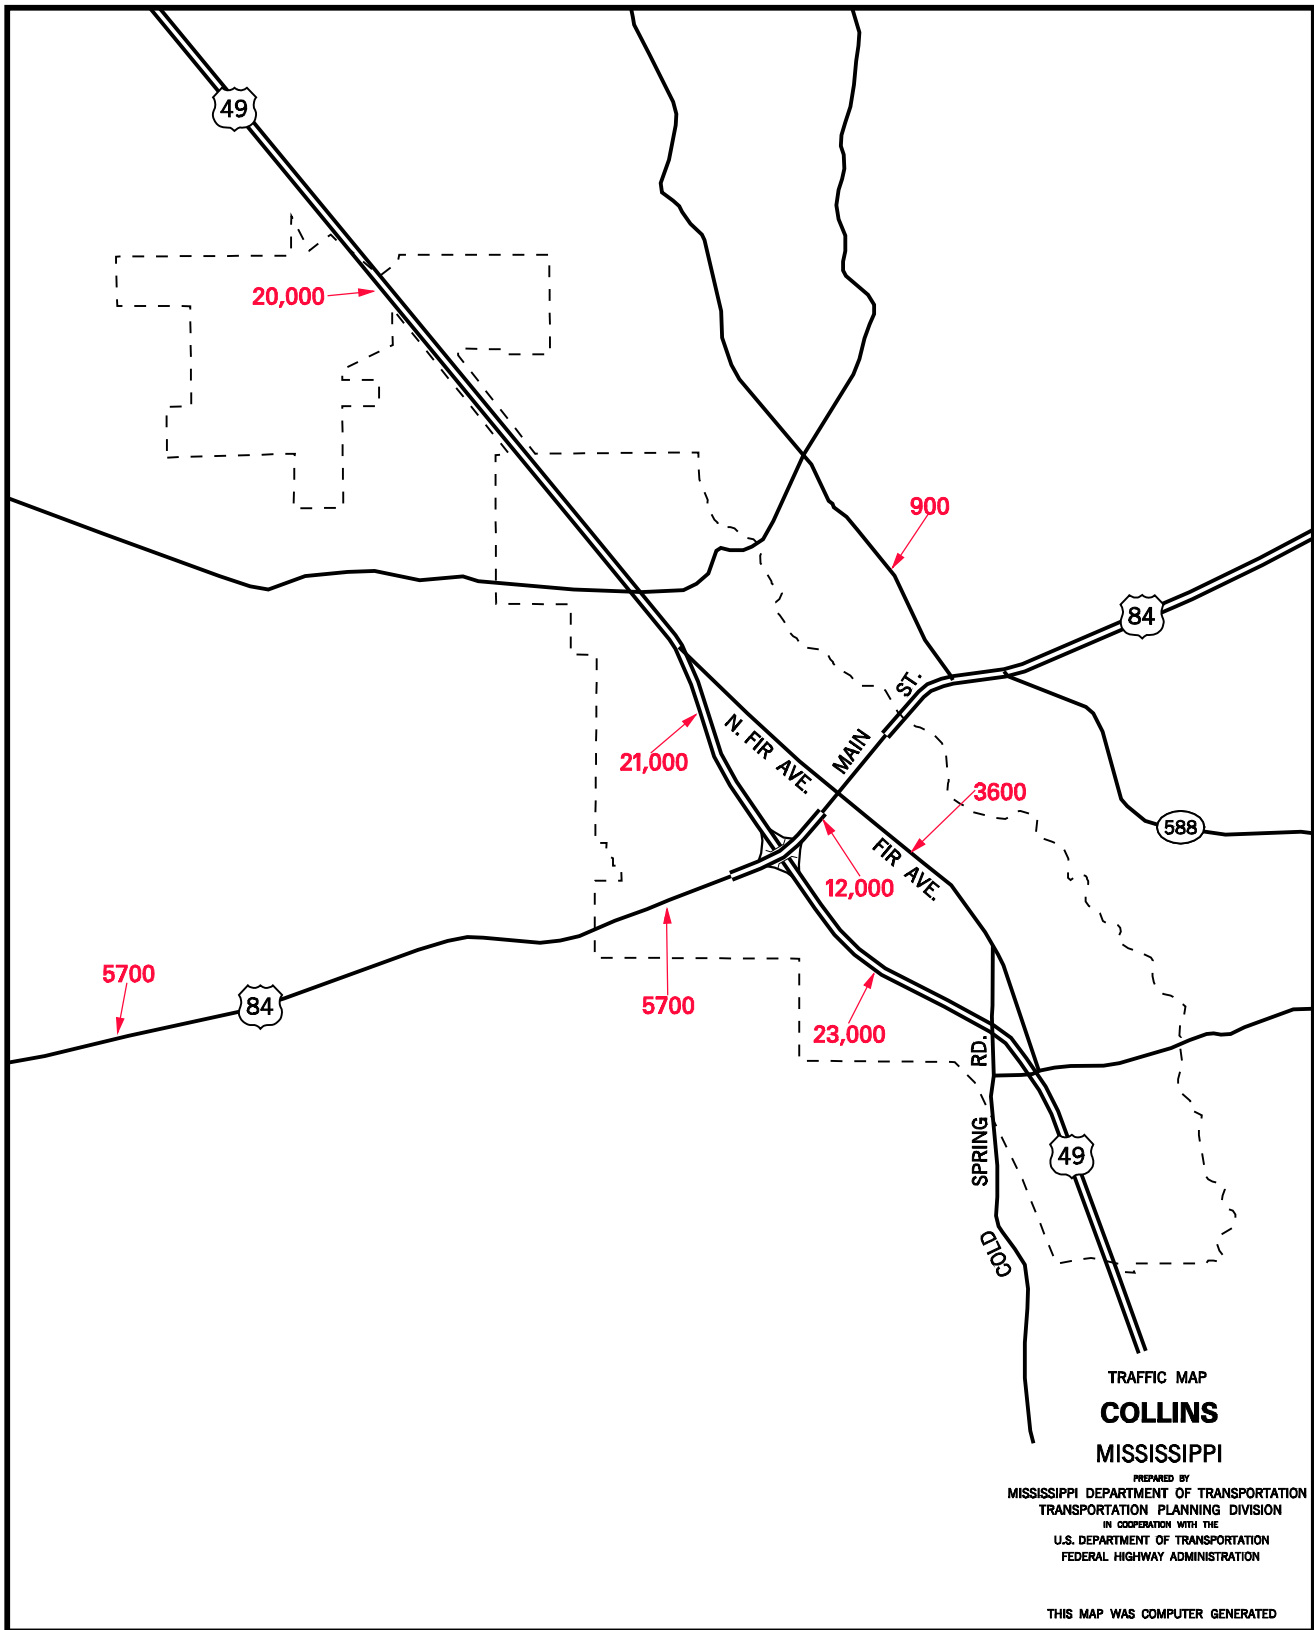 49
20,000
900
84
ST.
MAIN
N. FIR AVE.
21,000
3600
588
FIR AVE.
12,000
5700
84
5700
23,000
COLD SPRING RD.
49
TRAFFIC MAP
COLLINS
MISSISSIPPI
PREPARED BY
MISSISSIPPI DEPARTMENT OF TRANSPORTATION
TRANSPORTATION PLANNING DIVISION
IN COOPERATION WITH THE
U.S. DEPARTMENT OF TRANSPORTATION
FEDERAL HIGHWAY ADMINISTRATION
THIS MAP WAS COMPUTER GENERATED